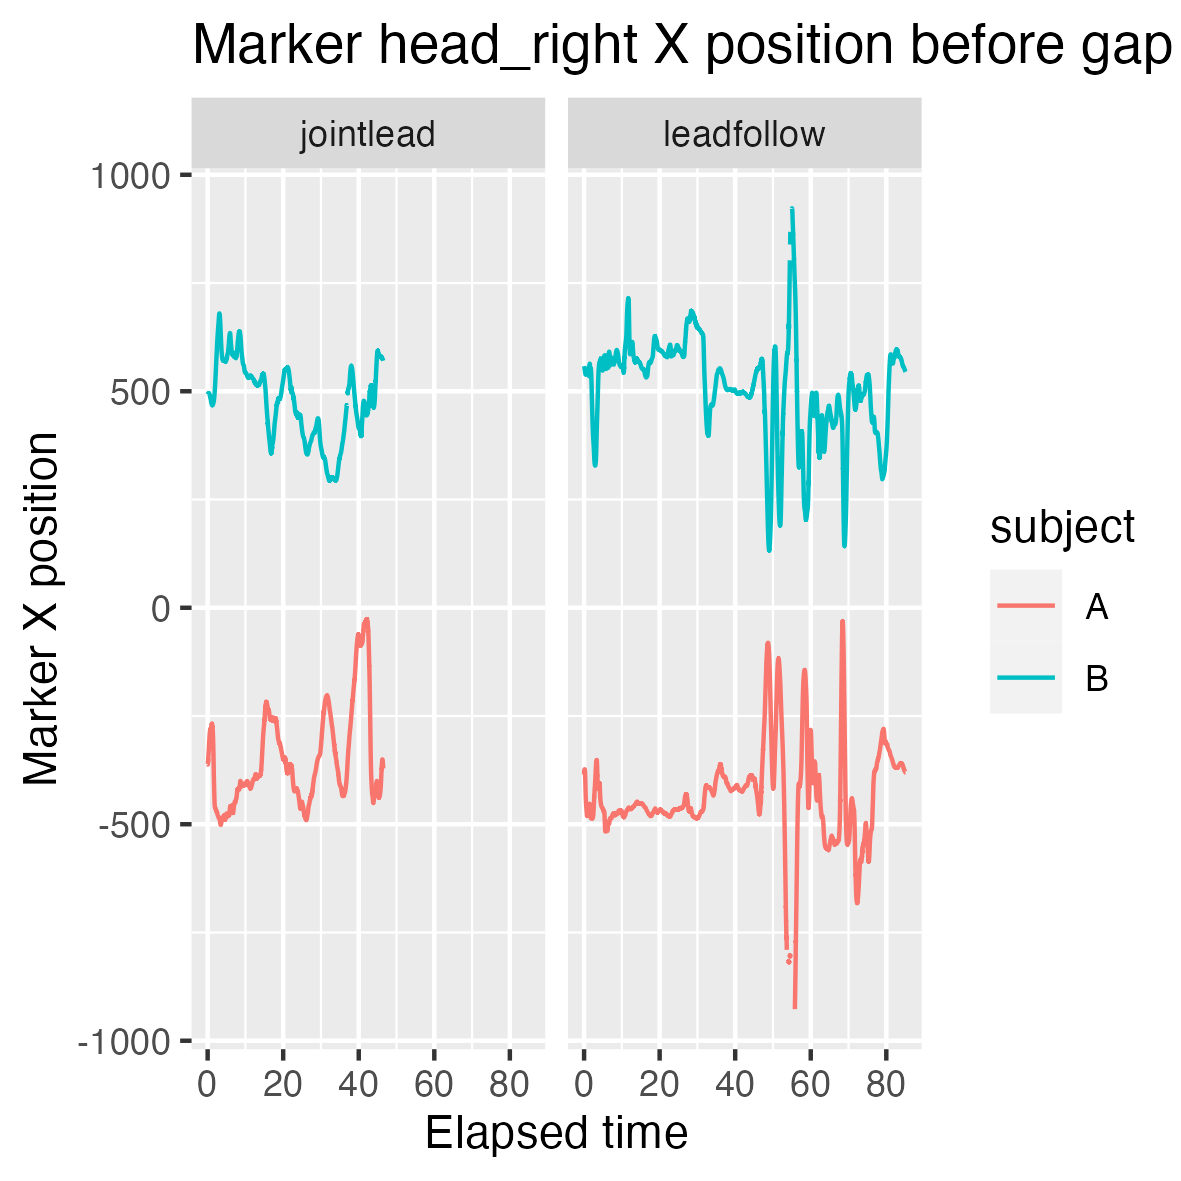 Marker head_right X position before gap
jointlead
leadfollow
1000
500
0
-500
-1000
Marker X position
0 20 40 60 80
0 20 40 60 80
Elapsed time
subject
A
B